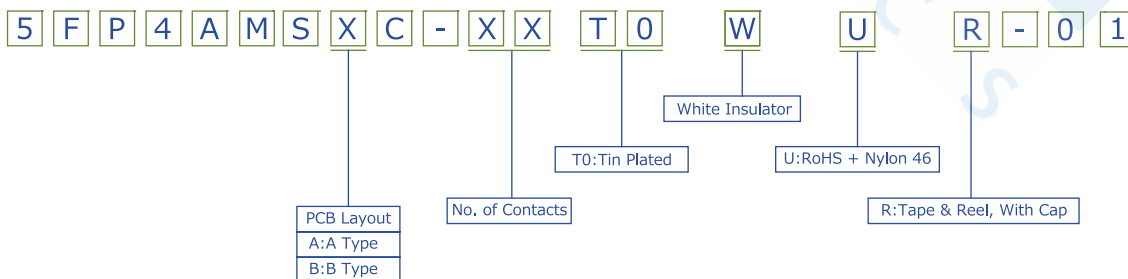 5 F P 4 A M S X C - X X T 0 W U R - 0 1
White Insulator
T0:Tin Plated
U:RoHS + Nylon 46
No. of Contacts
R:Tape & Reel, With Cap
PCB Layout
A:A Type
B:B Type